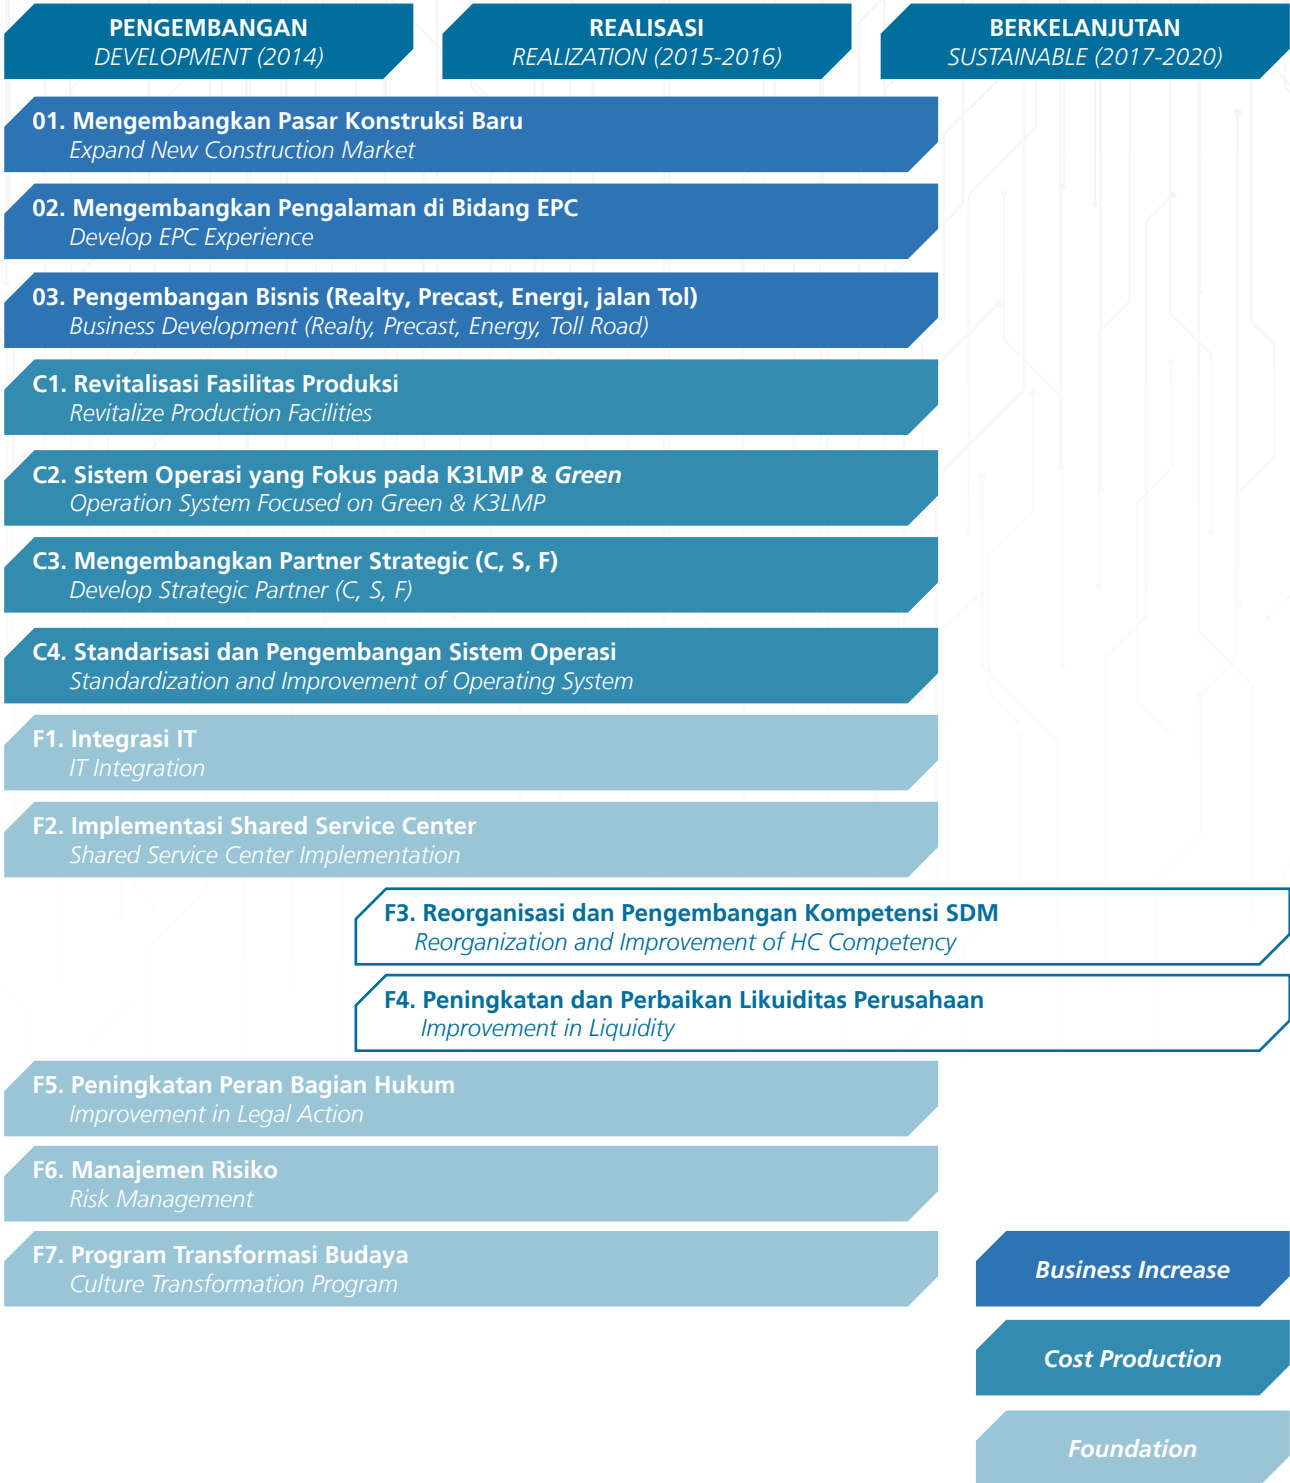 PENGEMBANGAN
DEVELOPMENT (2014)
REALISASI
REALIZATION (2015-2016)
BERKELANJUTAN
SUSTAINABLE (2017-2020)
01. Mengembangkan Pasar Konstruksi Baru
Expand New Construction Market
02. Mengembangkan Pengalaman di Bidang EPC
Develop EPC Experience
03. Pengembangan Bisnis (Realty, Precast, Energi, jalan Tol)
Business Development (Realty, Precast, Energy, Toll Road)
C1. Revitalisasi Fasilitas Produksi
Revitalize Production Facilities
C2. Sistem Operasi yang Fokus pada K3LMP & Green
Operation System Focused on Green & K3LMP
C3. Mengembangkan Partner Strategic (C, S, F)
Develop Strategic Partner (C, S, F)
C4. Standarisasi dan Pengembangan Sistem Operasi
Standardization and Improvement of Operating System
F1. Integrasi IT
IT Integration
F2. Implementasi Shared Service Center
Shared Service Center Implementation
F3. Reorganisasi dan Pengembangan Kompetensi SDM
Reorganization and Improvement of HC Competency
F4. Peningkatan dan Perbaikan Likuiditas Perusahaan
Improvement in Liquidity
F5. Peningkatan Peran Bagian Hukum
Improvement in Legal Action
F6. Manajemen Risiko
Risk Management
F7. Program Transformasi Budaya
Culture Transformation Program
Business Increase
Cost Production
Foundation